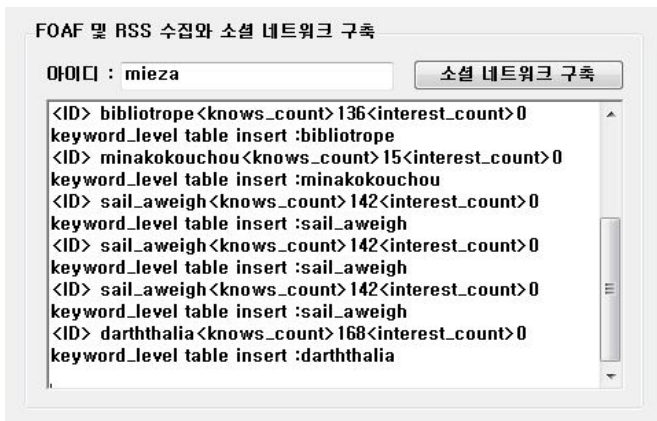 FOAF 및 RSS 수집와 소셜 네트워크 구축
아이디 : mieza 소셜 네트워크 구축
<ID> bibliotrope<knows_count>136<interest_count>0
keyword_level table insert :bibliotrope
<ID> minakokouchou<knows_count>15<interest_count>0
keyword_level table insert :minakokouchou
<ID> sail_aweigh<knows_count>142<interest_count>0
keyword_level table insert :sail_aweigh
<ID> sail_aweigh<knows_count>142<interest_count>0
keyword_level table insert :sail_aweigh
<ID> sail_aweigh<knows_count>142<interest_count>0
keyword_level table insert :sail_aweigh
<ID> darththalia<knows_count>168<interest_count>0
keyword_level table insert :darththalia